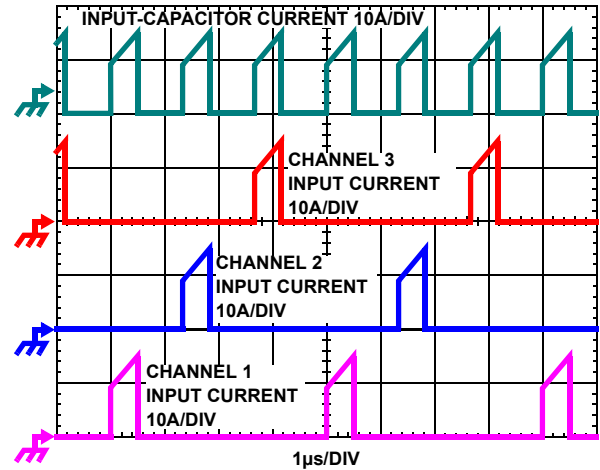 INPUT-CAPACITOR CURRENT 10A/DIV
CHANNEL 3
INPUT CURRENT
10A/DIV
CHANNEL 2
INPUT CURRENT
10A/DIV
CHANNEL 1
INPUT CURRENT
10A/DIV
1µs/DIV